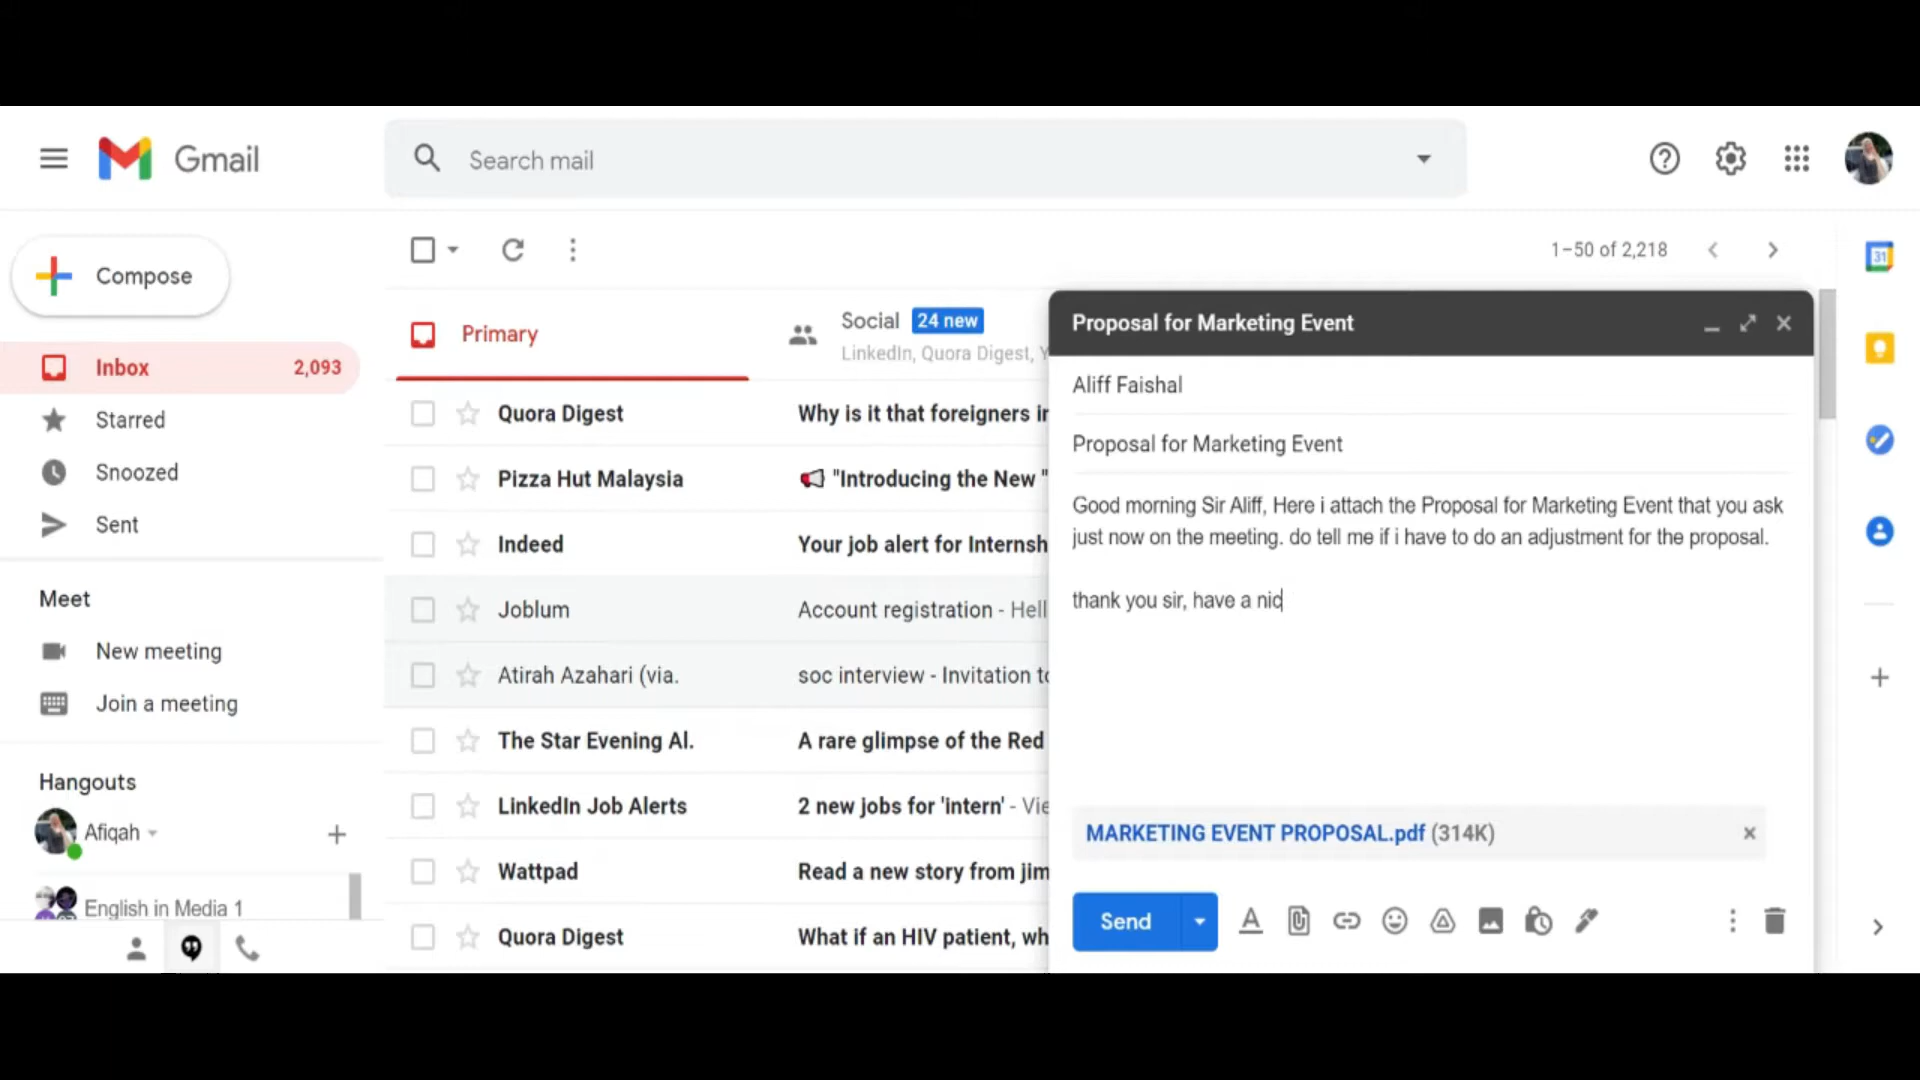 Gmail
Search mail
Compose
1–50 of 2,218
Inbox 2,093
Starred
Snoozed
Sent
Meet
New meeting
Join a meeting
Hangouts
Afiqah
English in Media 1
Primary
Social 24 new
LinkedIn, Quora Digest, Y
Quora Digest Why is it that foreigners in
Pizza Hut Malaysia "Introducing the New "
Indeed Your job alert for Internsh
Joblum Account registration - Hell
Atirah Azahari (via. soc interview - Invitation to
The Star Evening Al. A rare glimpse of the Red
LinkedIn Job Alerts 2 new jobs for 'intern' - Vie
Wattpad Read a new story from jim
Quora Digest What if an HIV patient, wh
Proposal for Marketing Event
Aliff Faishal
Proposal for Marketing Event
Good morning Sir Aliff, Here i attach the Proposal for Marketing Event that you ask
just now on the meeting. do tell me if i have to do an adjustment for the proposal.
thank you sir, have a nic
MARKETING EVENT PROPOSAL.pdf (314K)
Send
31